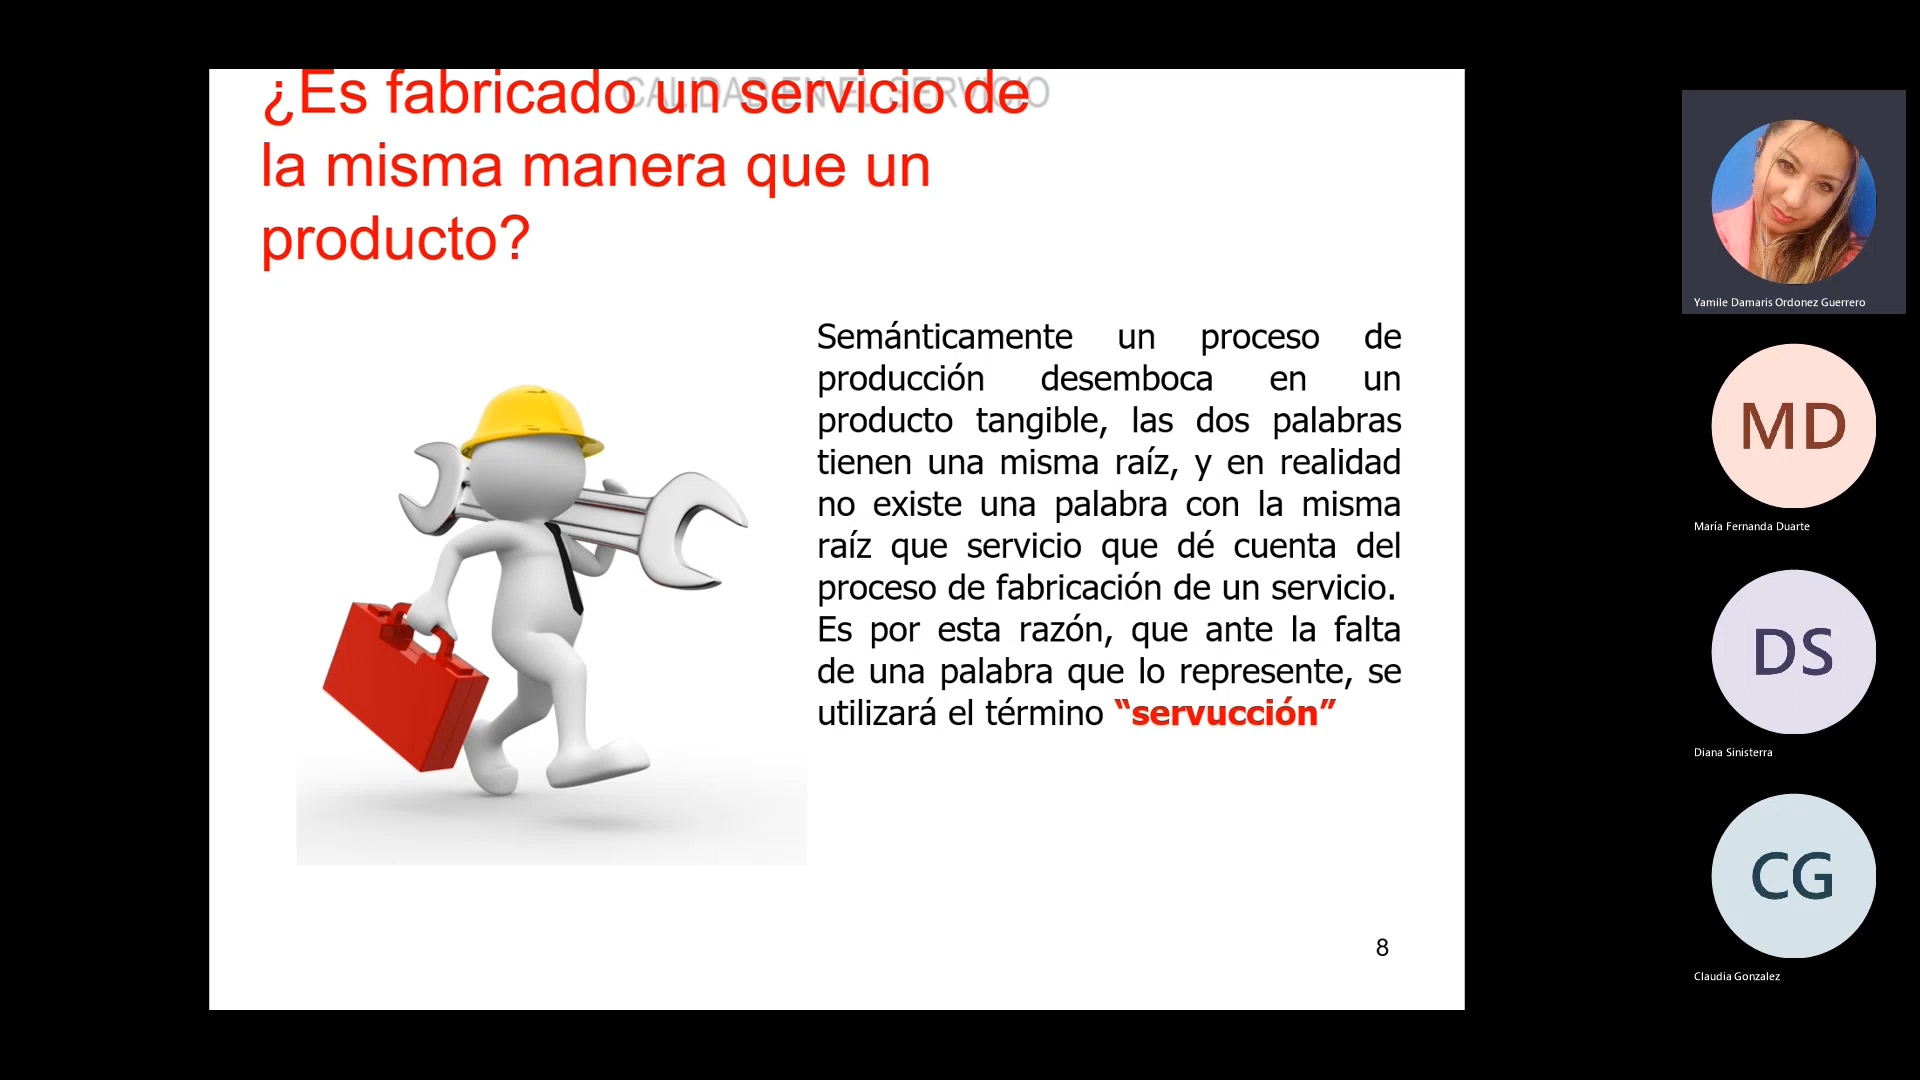 CALIDAD EN EL SERVICIO
¿Es fabricado un servicio de
la misma manera que un
producto?
Semánticamente un proceso de
producción desemboca en un
producto tangible, las dos palabras
tienen una misma raíz, y en realidad
no existe una palabra con la misma
raíz que servicio que dé cuenta del
proceso de fabricación de un servicio.
Es por esta razón, que ante la falta
de una palabra que lo represente, se
utilizará el término “servucción”
8
Yamile Damaris Ordonez Guerrero
MD
María Fernanda Duarte
DS
Diana Sinisterra
CG
Claudia Gonzalez